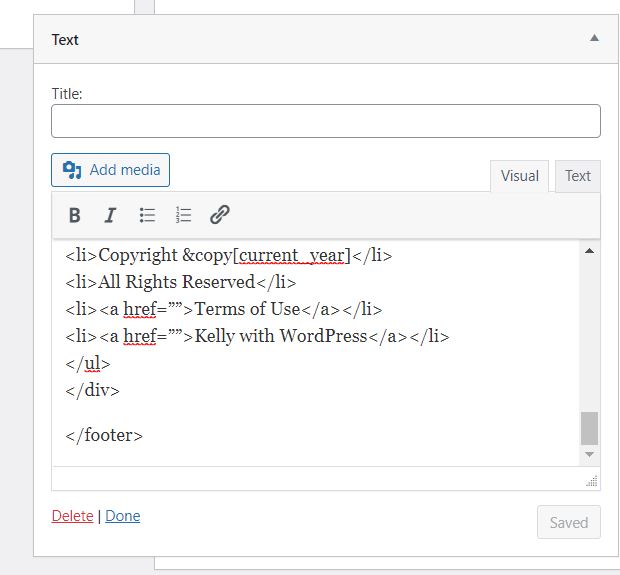 Text
Title:
Add media
Visual
Text
B I
<li>Copyright &copy[current_year]</li>
<li>All Rights Reserved</li>
<li><a href=””>Terms of Use</a></li>
<li><a href=””>Kelly with WordPress</a></li>
</ul>
</div>
</footer>
Delete | Done
Saved